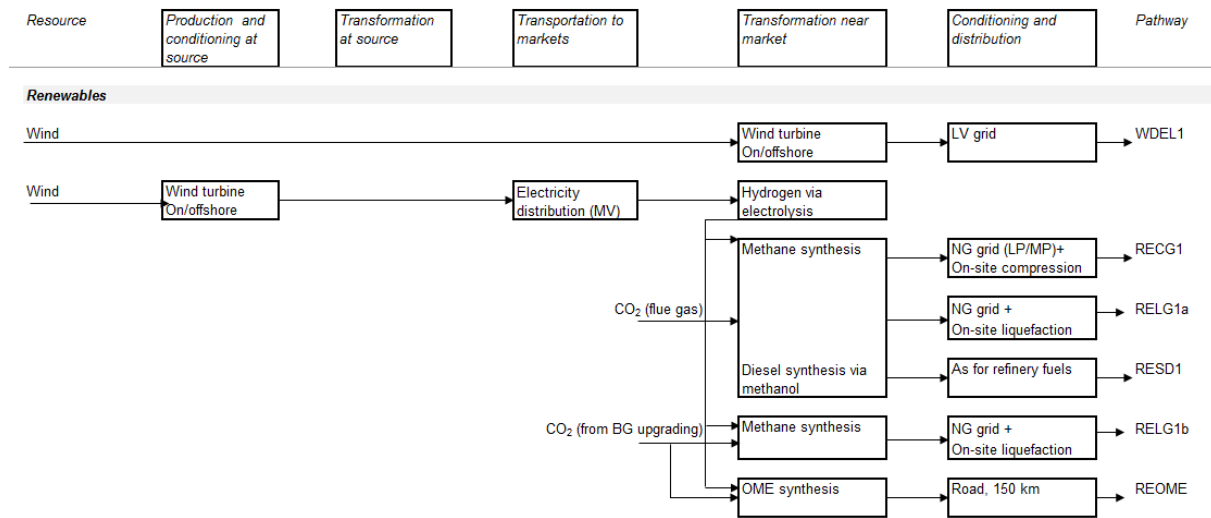 Resource
Production and
conditioning at
source
Transformation
at source
Transportation to
markets
Transformation near
market
Conditioning and
distribution
Pathway
Renewables
Wind
Wind turbine
On/offshore
LV grid
WDEL1
Wind
Wind turbine
On/offshore
Electricity
distribution (MV)
Hydrogen via
electrolysis
Methane synthesis
NG grid (LP/MP)+
On-site compression
RECG1
CO₂ (flue gas)
NG grid +
On-site liquefaction
RELG1a
Diesel synthesis via
methanol
As for refinery fuels
RESD1
CO₂ (from BG upgrading)
Methane synthesis
NG grid +
On-site liquefaction
RELG1b
OME synthesis
Road, 150 km
REOME